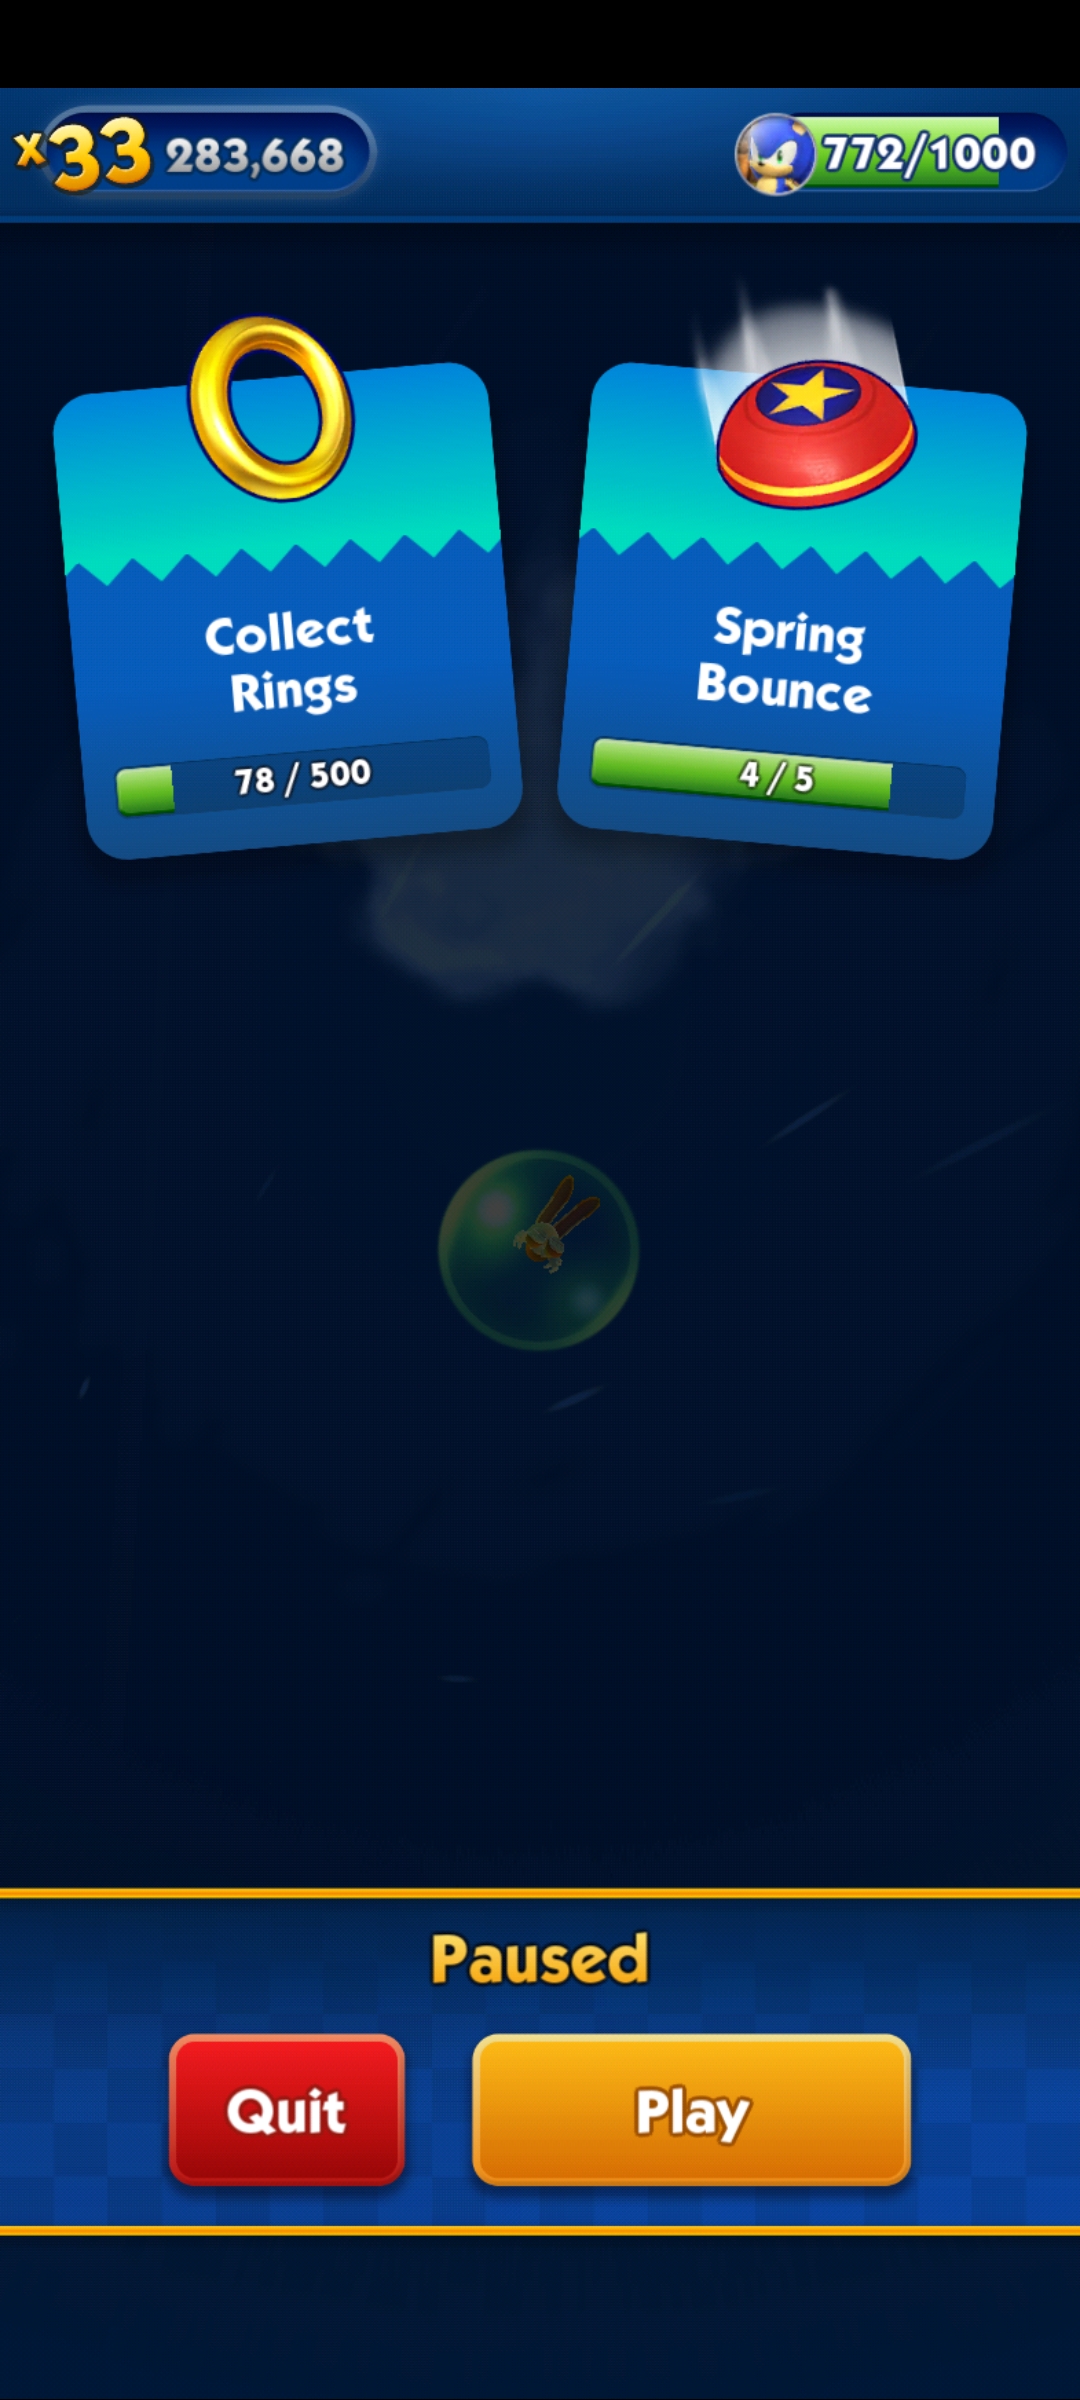 x33 283,668
772/1000
Collect
Rings
78 / 500
Spring
Bounce
4 / 5
Paused
Quit
Play